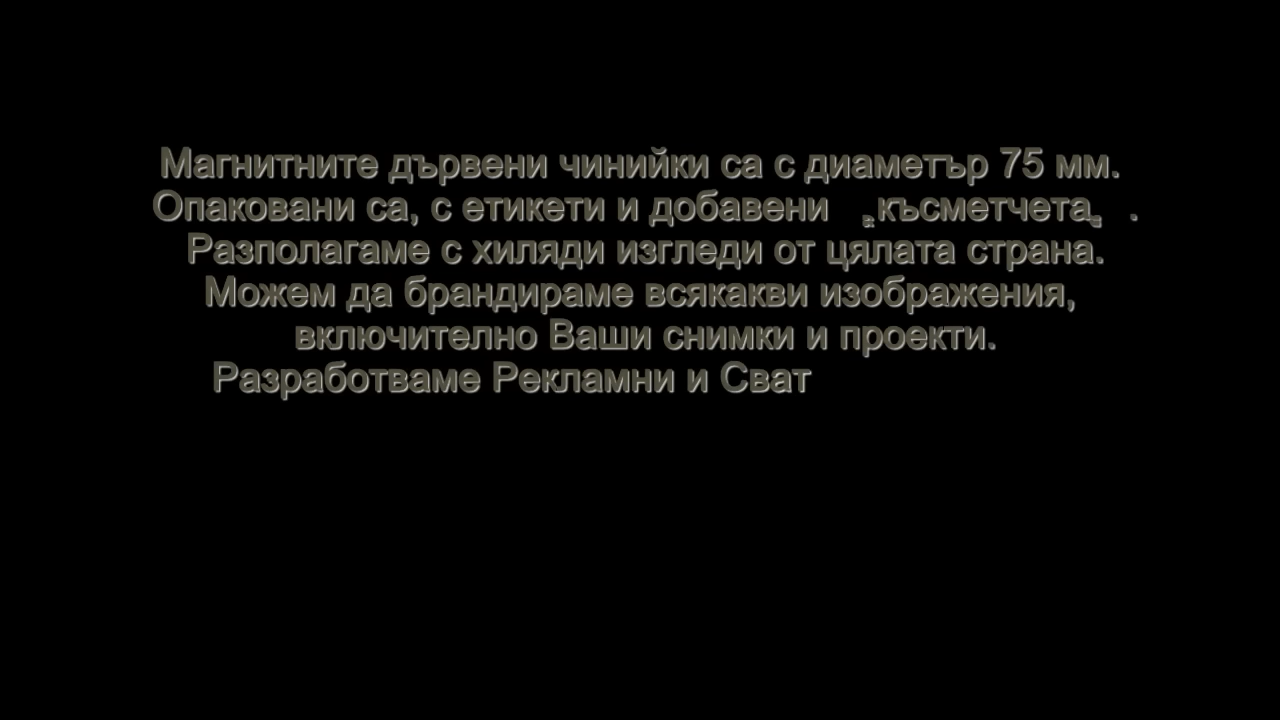 Магнитните дървени чинийки са с диаметър 75 мм.
Опаковани са, с етикети и добавени „късметчета„ .
Разполагаме с хиляди изгледи от цялата страна.
Можем да брандираме всякакви изображения,
включително Ваши снимки и проекти.
Разработваме Рекламни и Сват